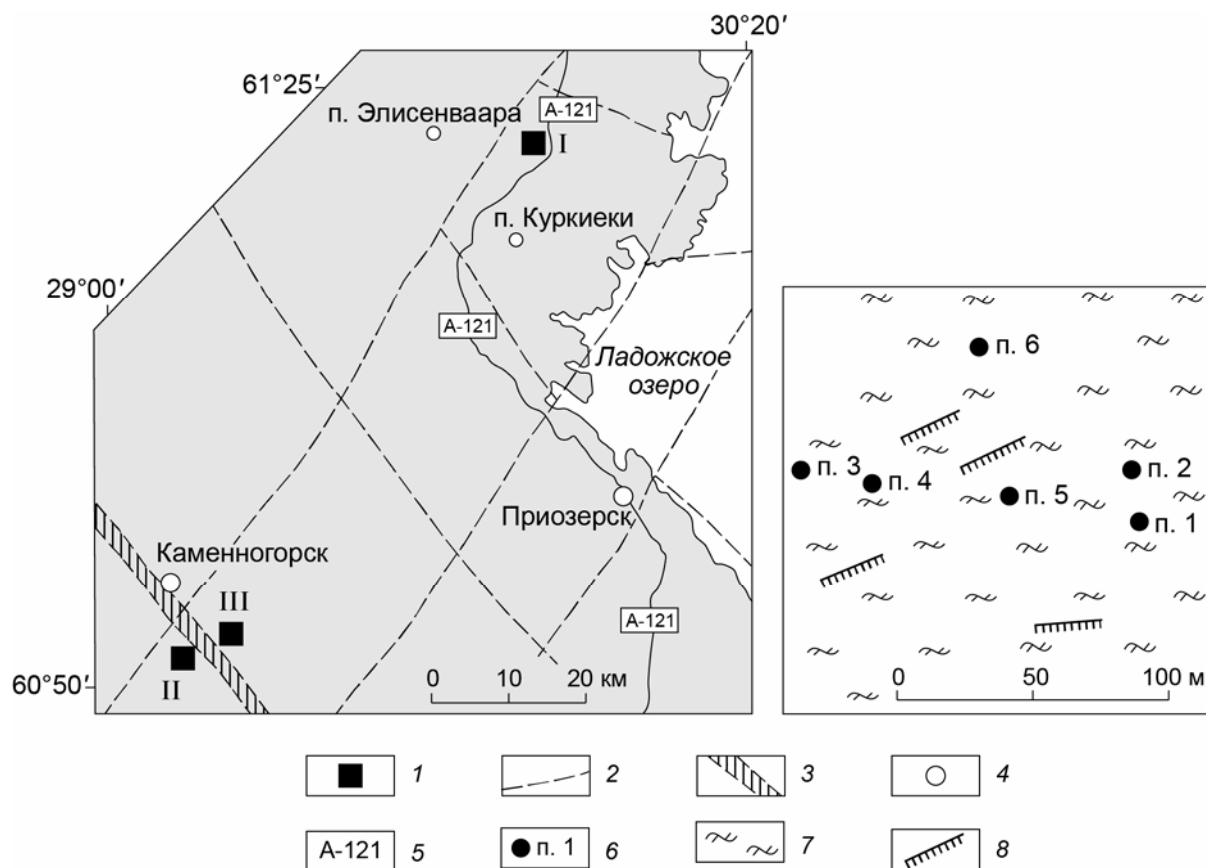 30°20′
61°25′
п. Элисенваара
А-121
I
п. Куркиеки
29°00′
А-121
Ладожское
озеро
Приозерск
Каменногорск
III
II
А-121
60°50′
0 10 20 км
п. 6
п. 3
п. 4
п. 5
п. 2
п. 1
0 50 100 м
1
2
3
4
А-121 5
п. 1 6
7
8